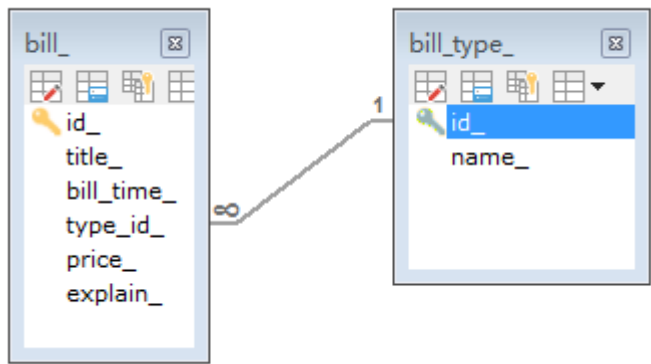 bill_
id_
title_
bill_time_
type_id_
price_
explain_
∞
1
bill_type_
id_
name_